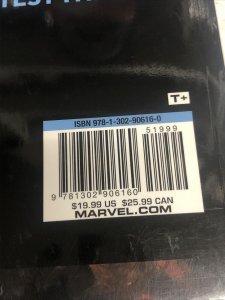 ISBN 978-1-302-90616-0
T+
51999
9 781302 906160
$19.99 US $25.99 CAN
MARVEL.COM